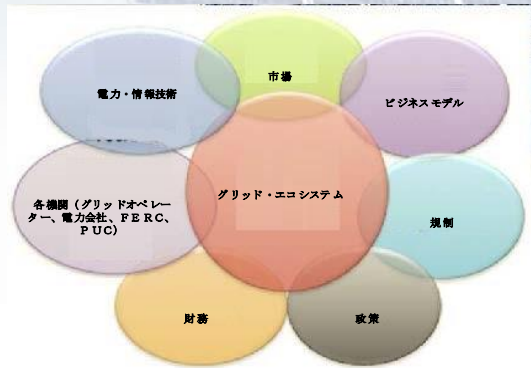 市場
電力・情報技術
ビジネスモデル
グリッド・エコシステム
各機関（グリッドオペレー
ター、電力会社、ＦＥＲＣ、
ＰＵＣ）
規制
財務
政策